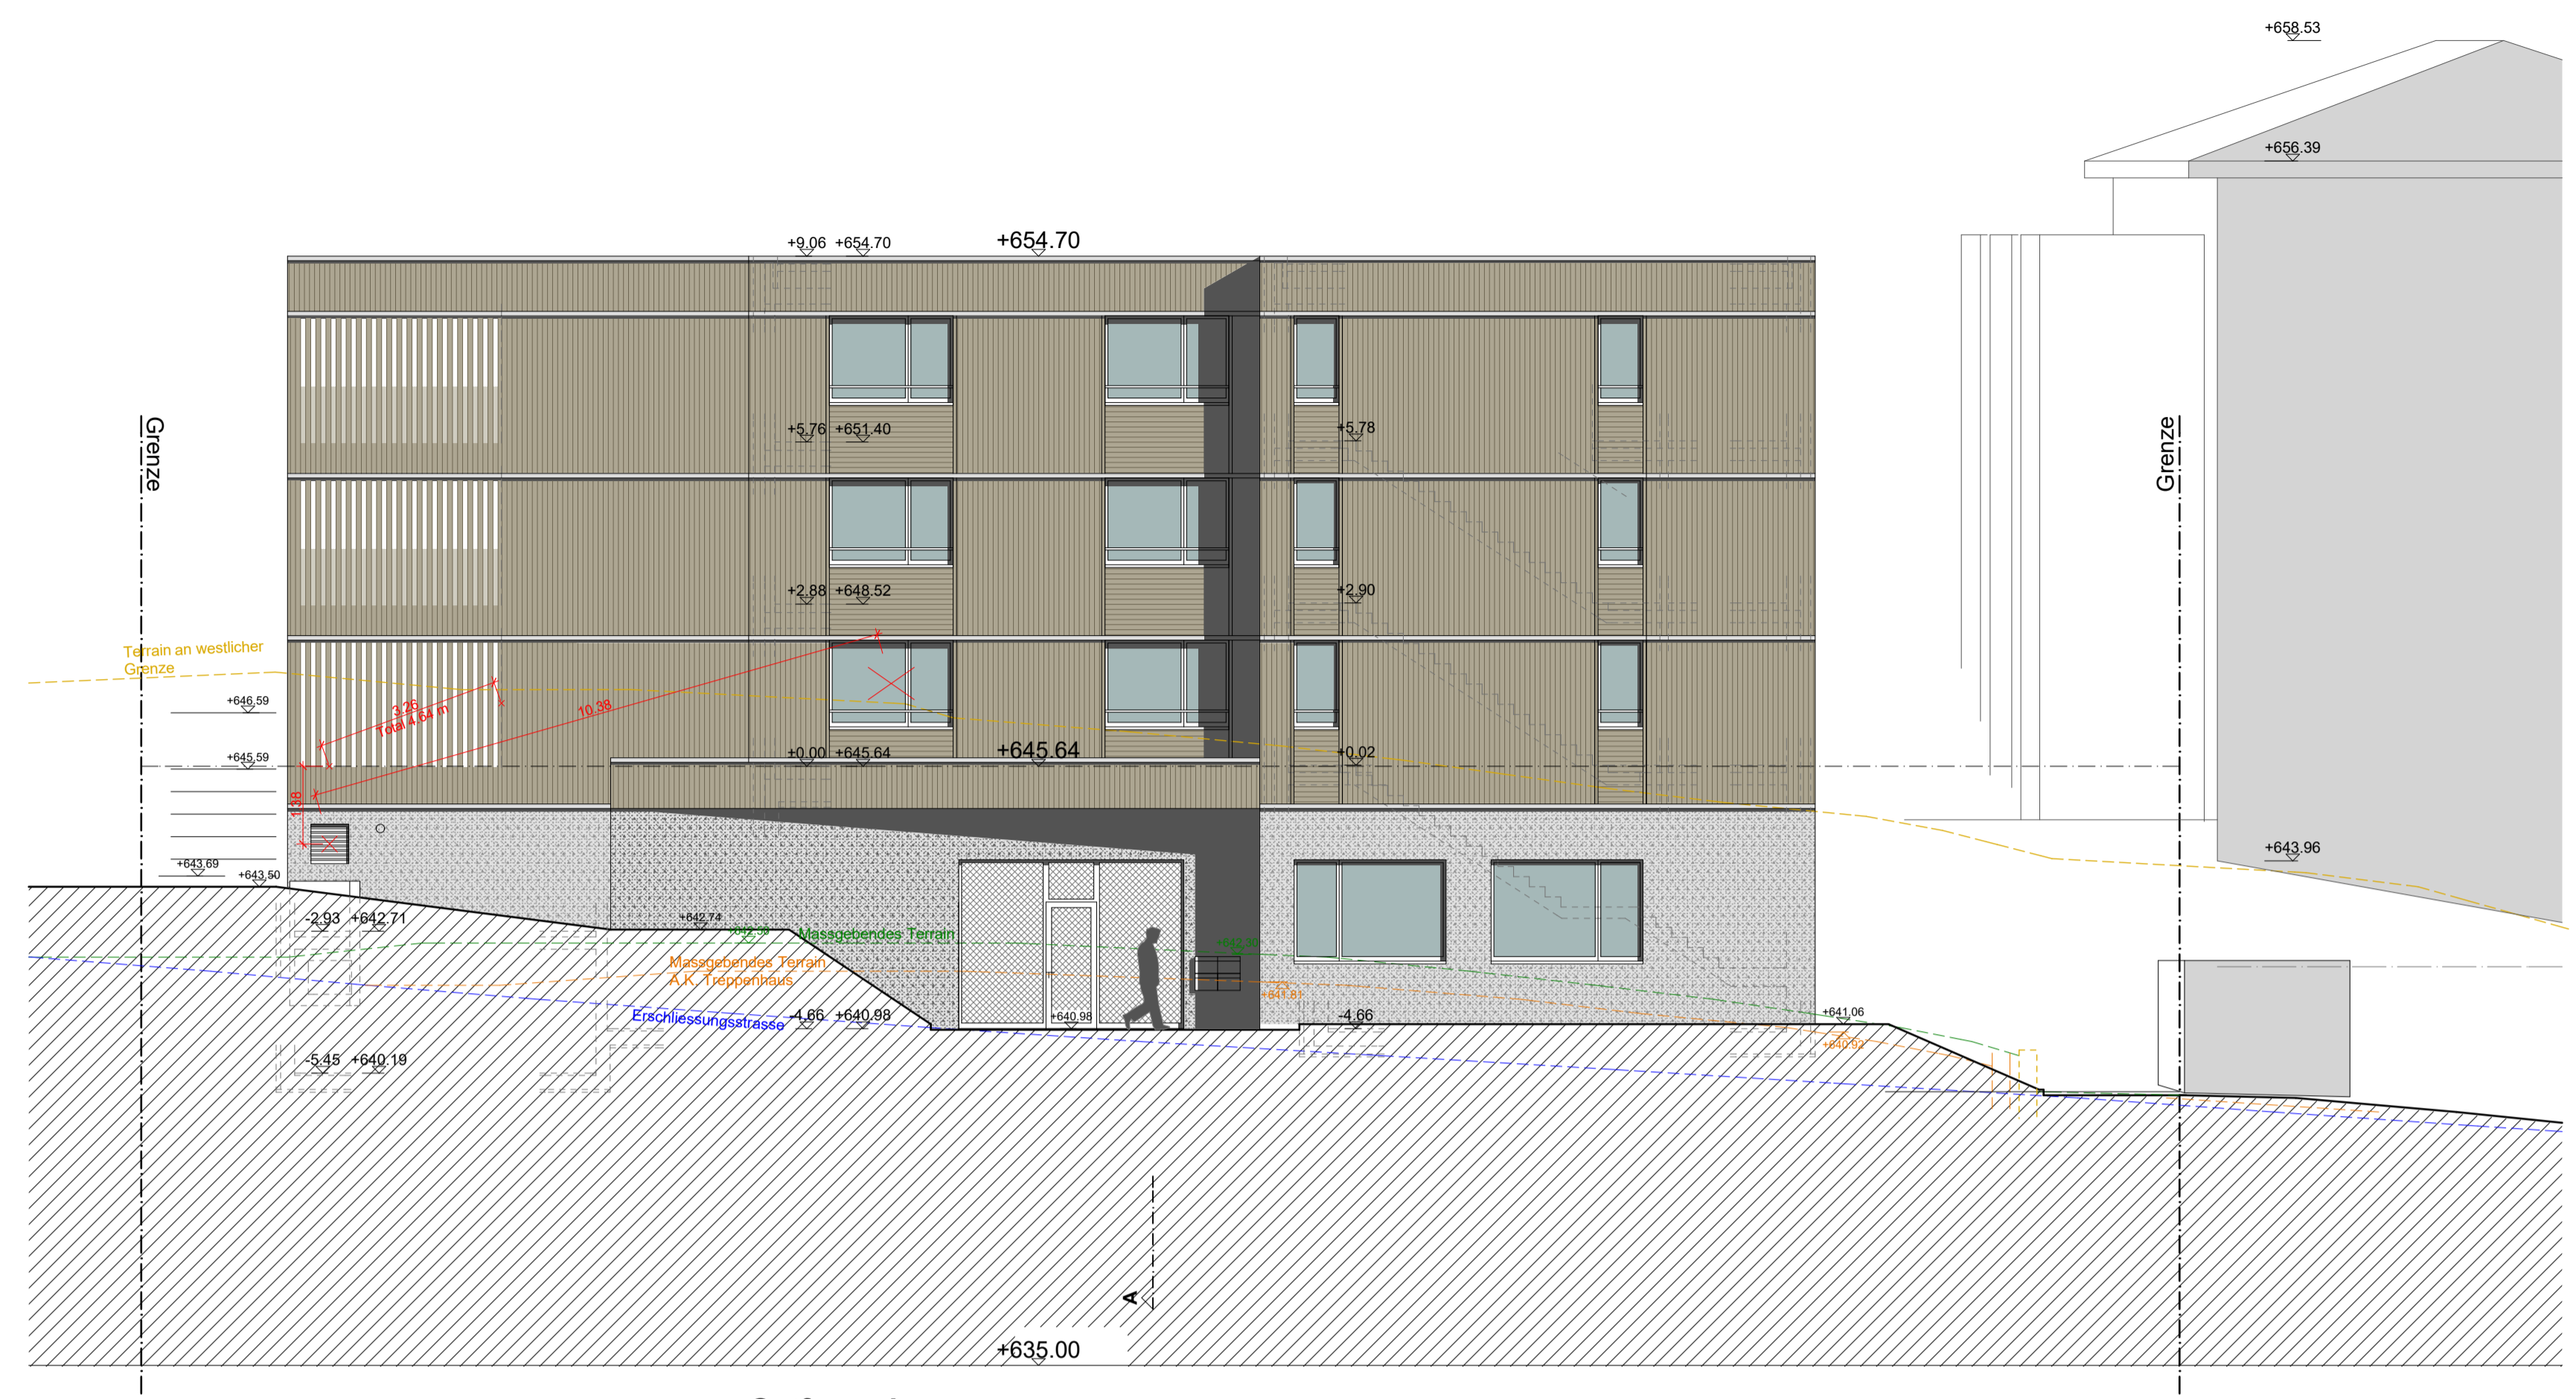 +658.53
+656.39
+9.06 +654.70
+654.70
Grenze
Grenze
+5.76 +651.40
+5.78
+2.88 +648.52
+2.90
Terrain an westlicher
Grenze
+646.59
3.26
Total 4.64 m
10.38
+645.59
+0.00 +645.64
+645.64
+0.02
1.38
+643.69
+643.50
+643.96
-2.93 +642.71
+642.74
Massgebendes Terrain
Massgebendes Terrain
A.K. Treppenhaus
+641.81
Erschliessungsstrasse
-4.66 +640.98
+640.98
-4.66
+641.06
+640.92
-5.45 +640.19
A
+635.00